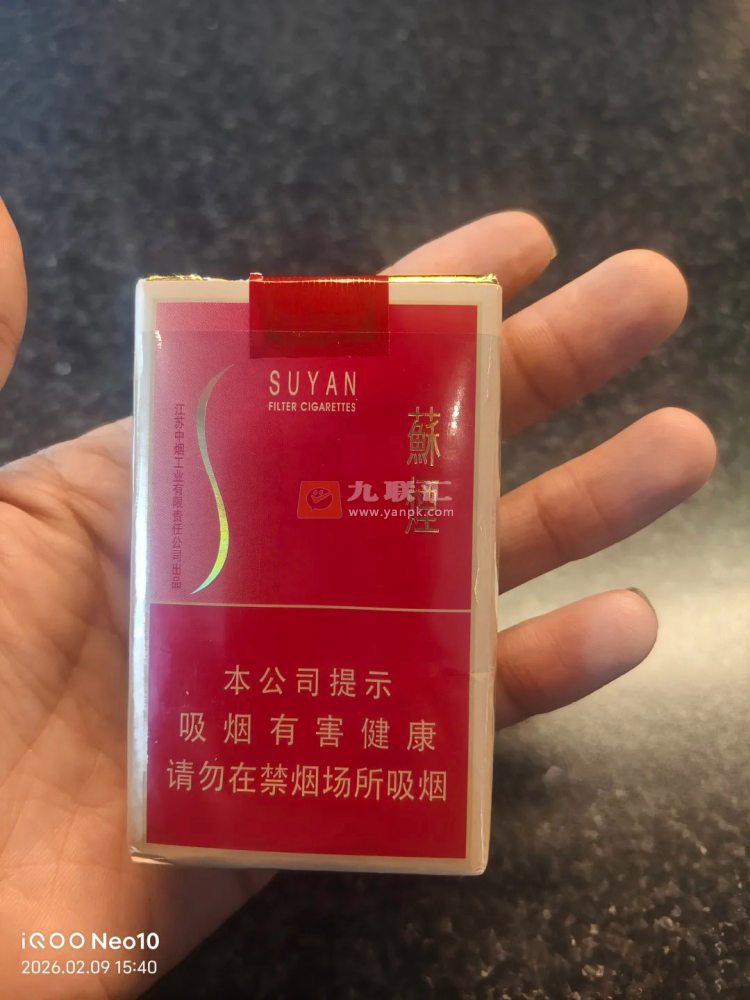 SUYAN
FILTER CIGARETTES
蘇煙
江苏中烟工业有限责任公司出品
九联汇
www.yanpk.com
本公司提示
吸烟有害健康
请勿在禁烟场所吸烟
iQOO Neo10
2026.02.09 15:40